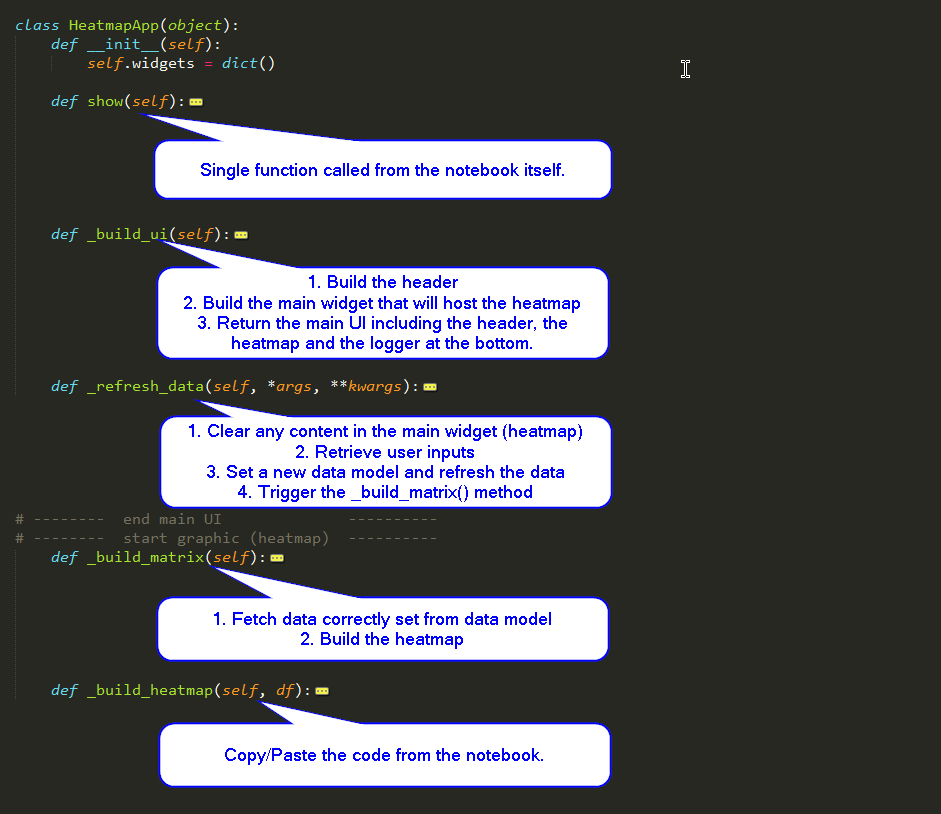 class HeatmapApp(object):
def __init__(self):
self.widgets = dict()
def show(self):
Single function called from the notebook itself.
def _build_ui(self):
1. Build the header
2. Build the main widget that will host the heatmap
3. Return the main UI including the header, the
heatmap and the logger at the bottom.
def _refresh_data(self, *args, **kwargs):
1. Clear any content in the main widget (heatmap)
2. Retrieve user inputs
3. Set a new data model and refresh the data
4. Trigger the _build_matrix() method
# -------- end main UI ----------
# -------- start graphic (heatmap) ----------
def _build_matrix(self):
1. Fetch data correctly set from data model
2. Build the heatmap
def _build_heatmap(self, df):
Copy/Paste the code from the notebook.